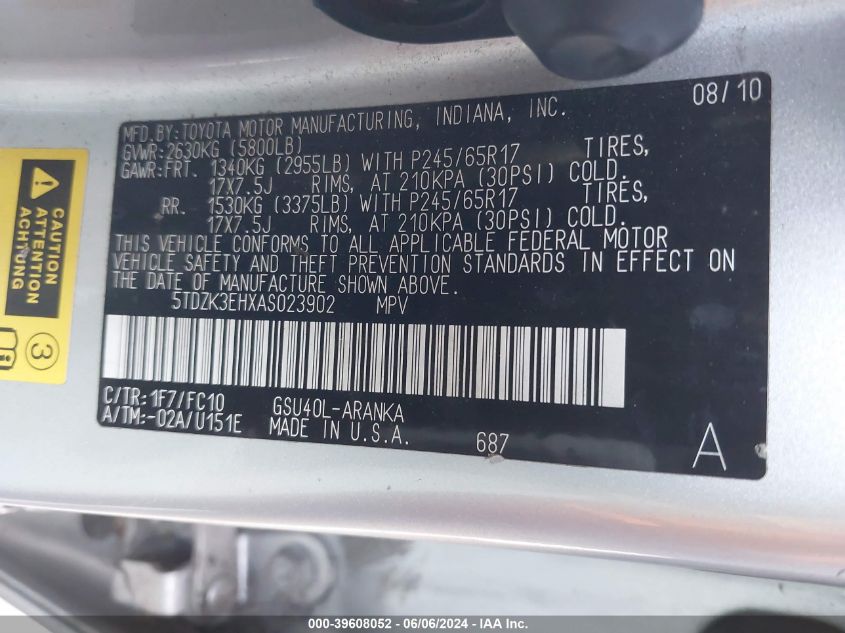 08/10
MFD.BY:TOYOTA MOTOR MANUFACTURING, INDIANA, INC.
GVWR:2630KG (5800LB)
GAWR:FRT. 1340KG (2955LB) WITH P245/65R17 TIRES,
17X7.5J RIMS, AT 210KPA (30PSI) COLD.
RR. 1530KG (3375LB) WITH P245/65R17 TIRES,
17X7.5J RIMS, AT 210KPA (30PSI) COLD.
THIS VEHICLE CONFORMS TO ALL APPLICABLE FEDERAL MOTOR
VEHICLE SAFETY AND THEFT PREVENTION STANDARDS IN EFFECT ON
THE DATE OF MANUFACTURE SHOWN ABOVE.
5TDZK3EHXAS023902 MPV
C/TR:1F7/FC10 GSU40L-ARANKA
A/TM:-02A/U151E MADE IN U.S.A. 687
A
CAUTION
ATTENTION
ACHTUNG
3
000-39608052 - 06/06/2024 - IAA Inc.